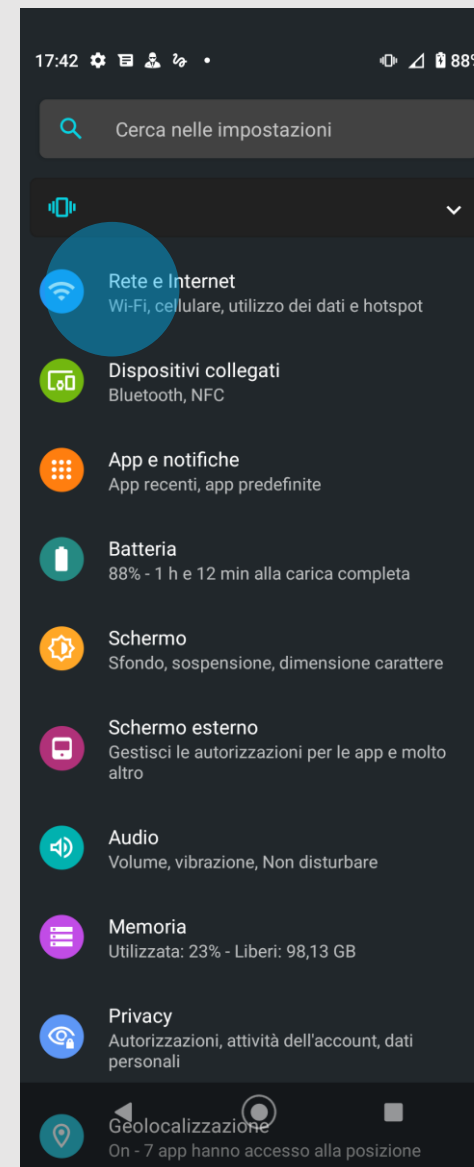 17:42
88%
Cerca nelle impostazioni
Rete e Internet
Wi-Fi, cellulare, utilizzo dei dati e hotspot
Dispositivi collegati
Bluetooth, NFC
App e notifiche
App recenti, app predefinite
Batteria
88% - 1 h e 12 min alla carica completa
Schermo
Sfondo, sospensione, dimensione carattere
Schermo esterno
Gestisci le autorizzazioni per le app e molto
altro
Audio
Volume, vibrazione, Non disturbare
Memoria
Utilizzata: 23% - Liberi: 98,13 GB
Privacy
Autorizzazioni, attività dell'account, dati
personali
Geolocalizzazione
On - 7 app hanno accesso alla posizione